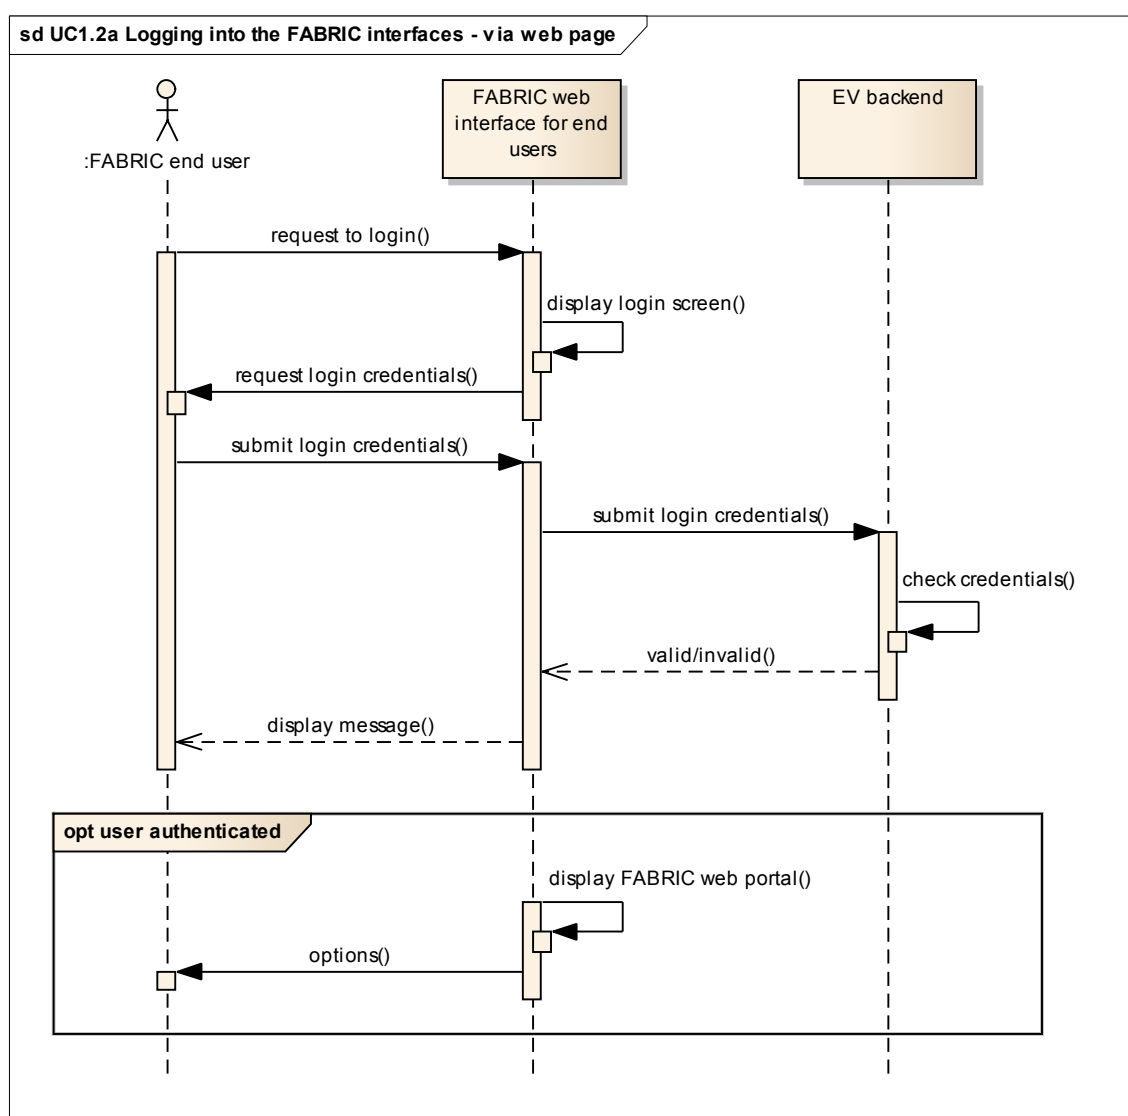 sd UC1.2a Logging into the FABRIC interfaces - via web page
FABRIC web
interface for end
users
EV backend
:FABRIC end user
request to login()
display login screen()
request login credentials()
submit login credentials()
submit login credentials()
check credentials()
valid/invalid()
display message()
opt user authenticated
display FABRIC web portal()
options()